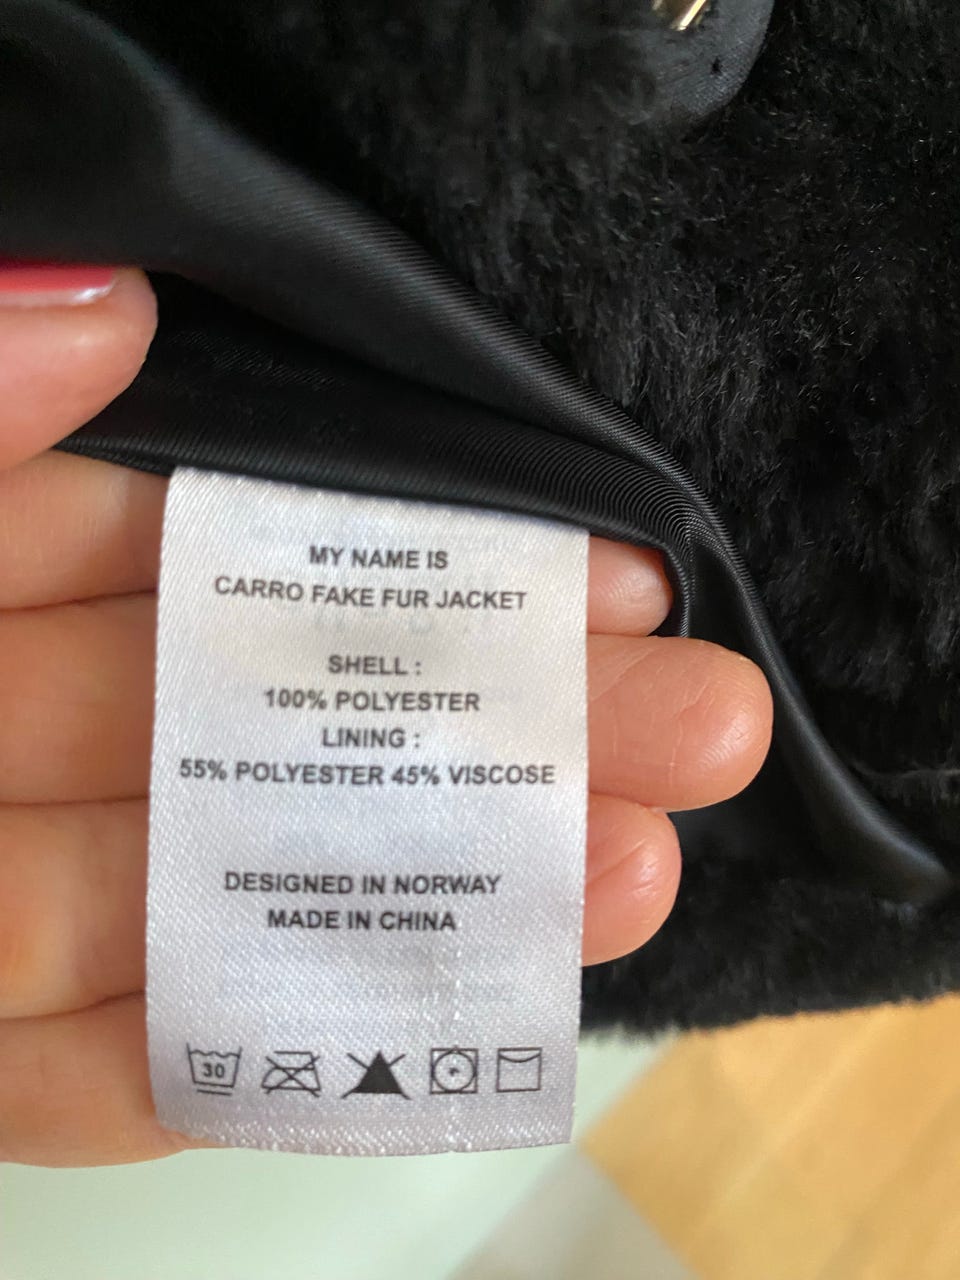 MY NAME IS
CARRO FAKE FUR JACKET
SHELL :
100% POLYESTER
LINING :
55% POLYESTER 45% VISCOSE
DESIGNED IN NORWAY
MADE IN CHINA
30